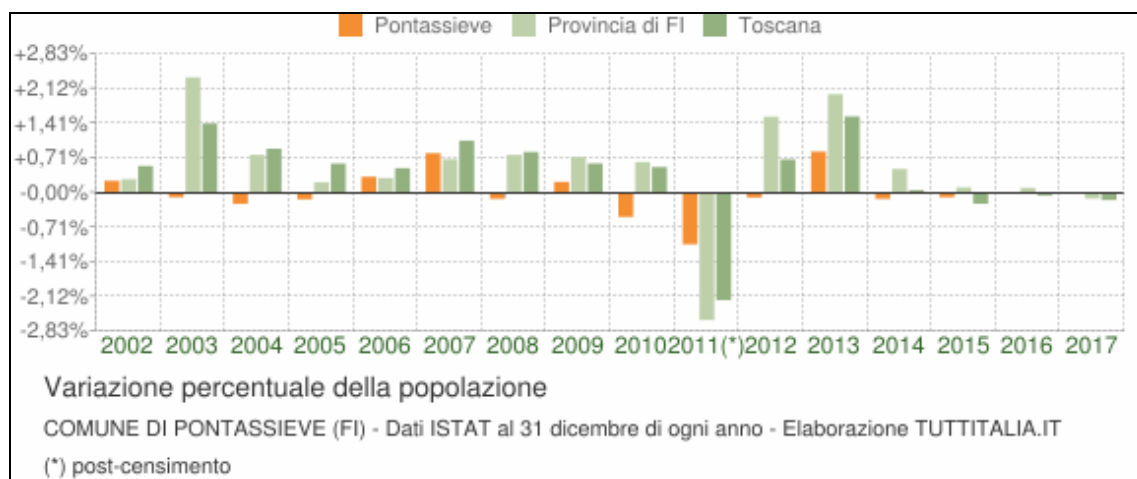 Pontassieve Provincia di FI Toscana
+2,83%
+2,12%
+1,41%
+0,71%
-0,00%
-0,71%
-1,41%
-2,12%
-2,83%
2002 2003 2004 2005 2006 2007 2008 2009 2010 2011(*) 2012 2013 2014 2015 2016 2017
Variazione percentuale della popolazione
COMUNE DI PONTASSIEVE (FI) - Dati ISTAT al 31 dicembre di ogni anno - Elaborazione TUTTITALIA.IT
(*) post-censimento